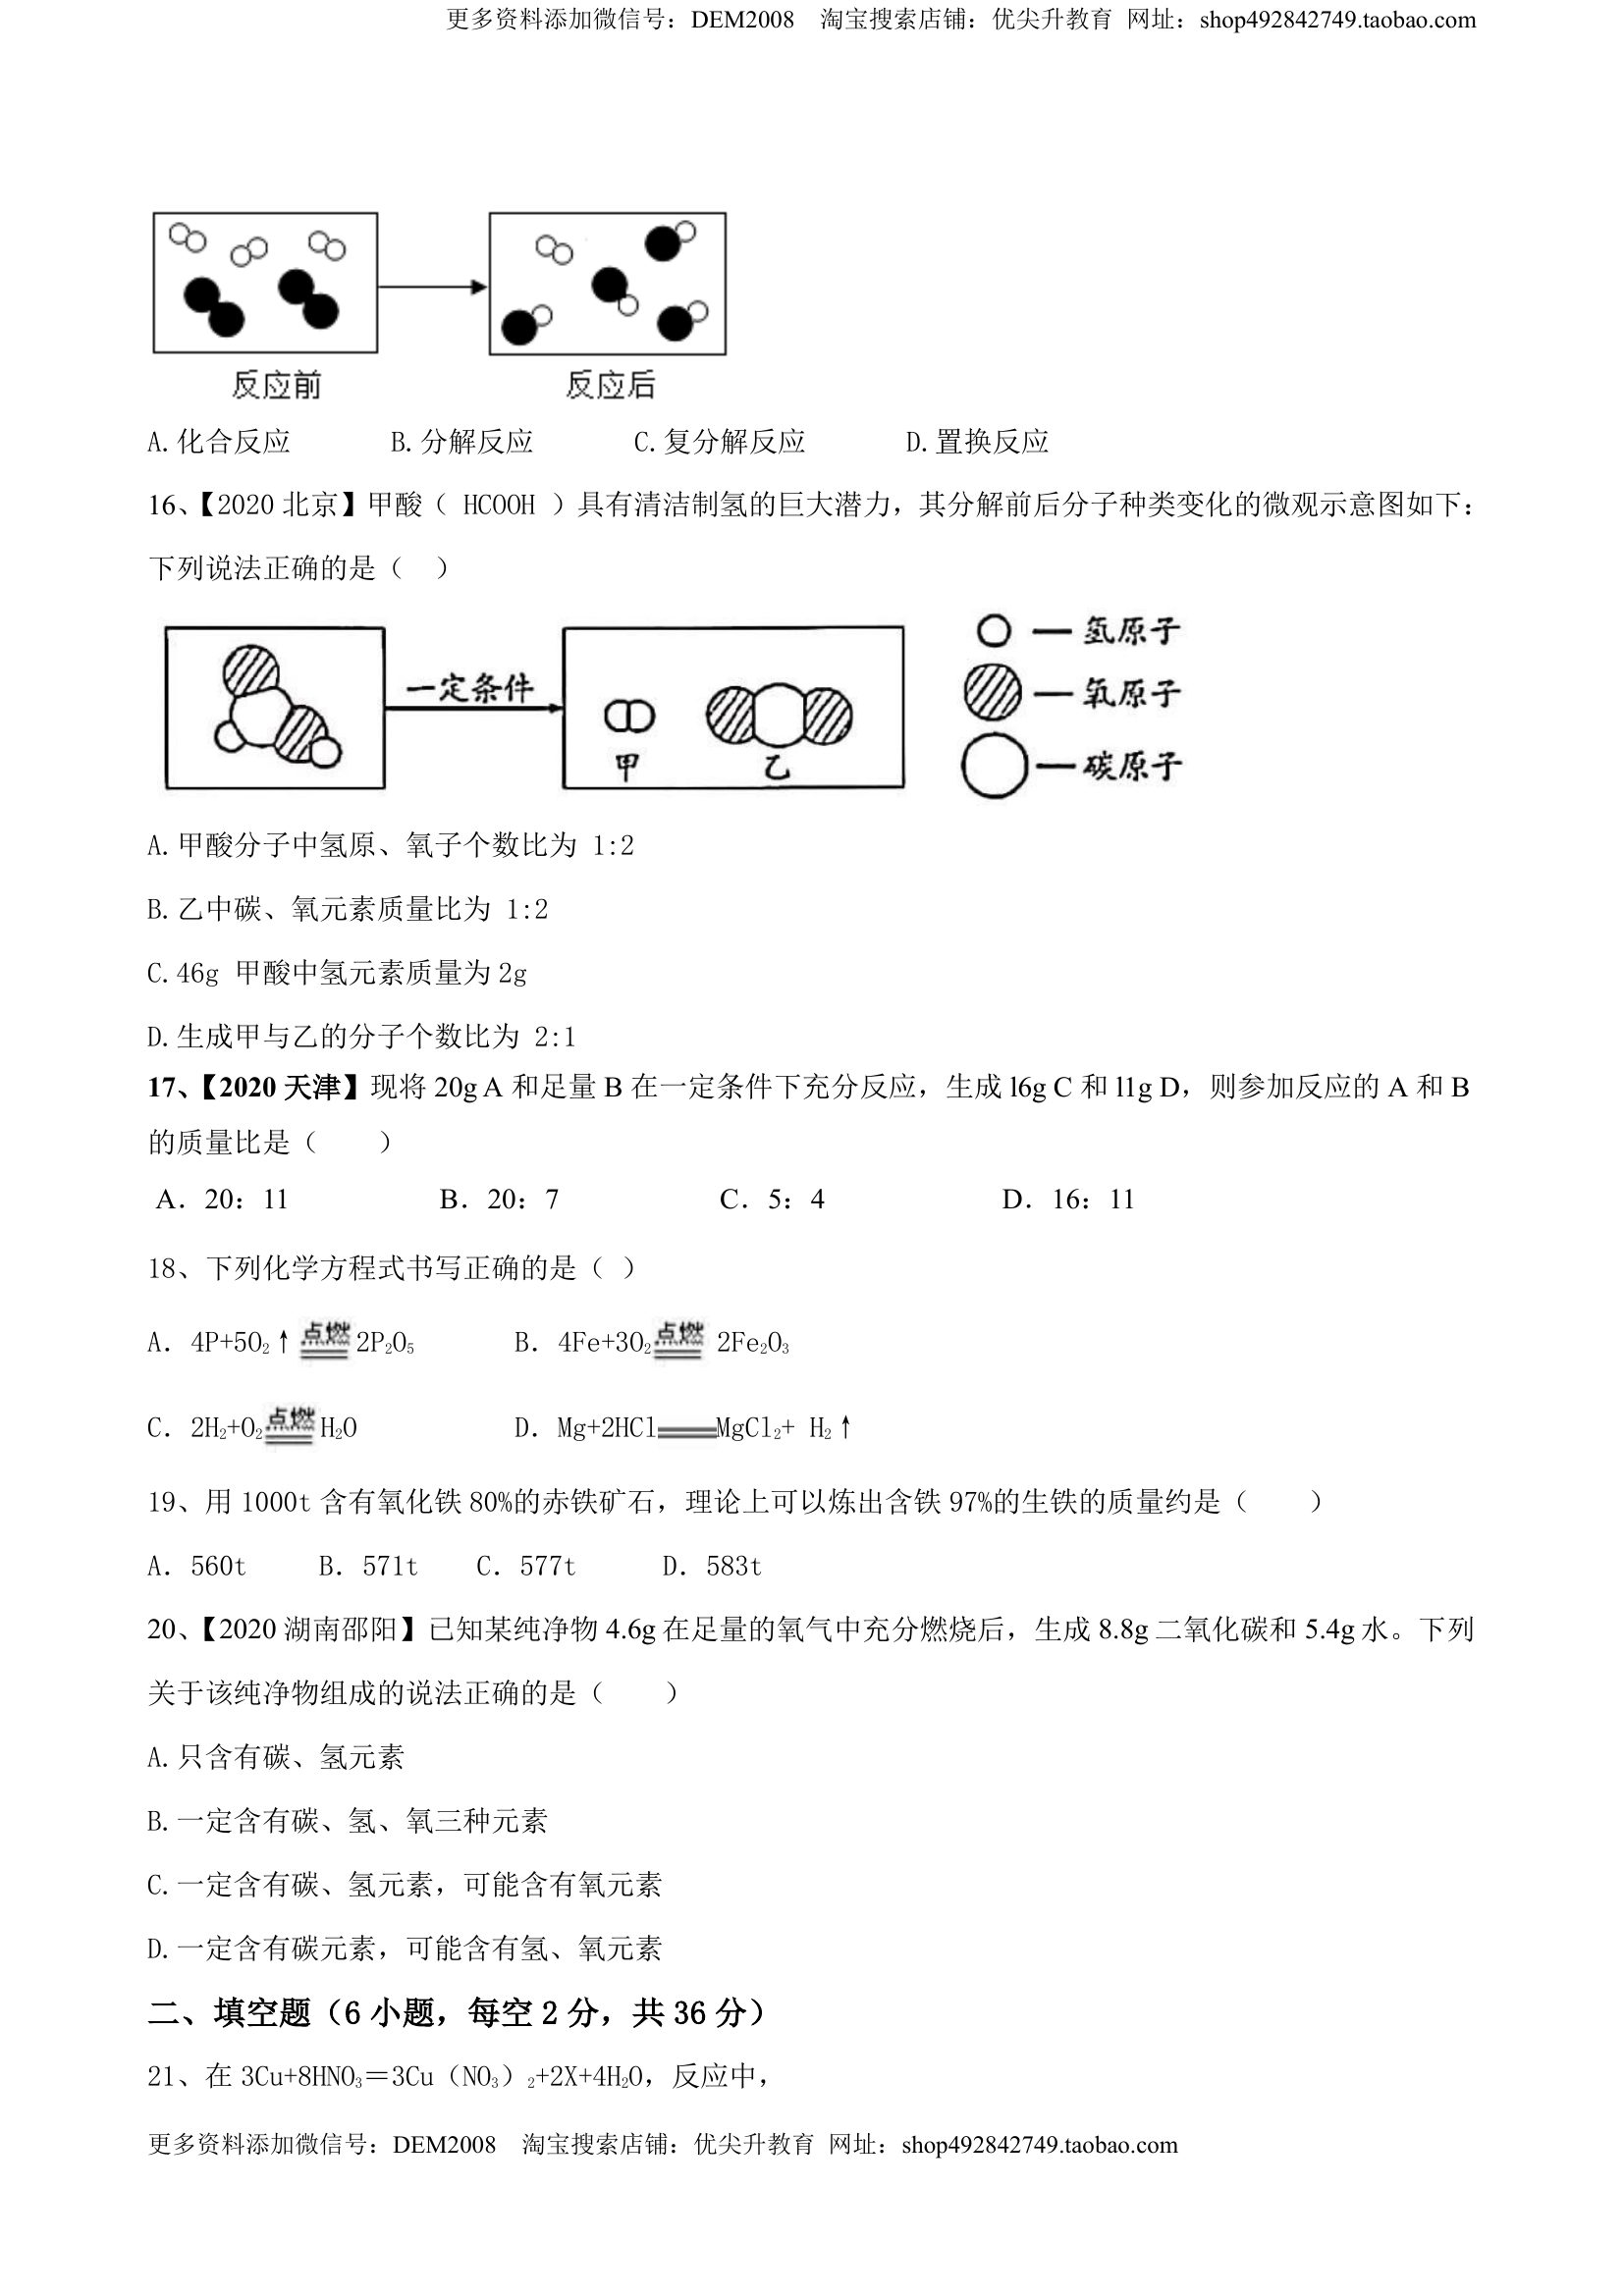 更多资料添加微信号：DEM2008 淘宝搜索店铺：优尖升教育 网址：shop492842749.taobao.com
反应前 反应后
A.化合反应 B.分解反应 C.复分解反应 D.置换反应
16、【2020 北京】甲酸（ HCOOH ）具有清洁制氢的巨大潜力，其分解前后分子种类变化的微观示意图如下：
下列说法正确的是（ ）
一定条件
甲 乙
— 氢原子
— 氧原子
— 碳原子
A.甲酸分子中氢原、氧子个数比为 1:2
B.乙中碳、氧元素质量比为 1:2
C.46g 甲酸中氢元素质量为 2g
D.生成甲与乙的分子个数比为 2:1
17、【2020 天津】现将 20g A 和足量 B 在一定条件下充分反应，生成 l6g C 和 l1g D，则参加反应的 A 和 B
的质量比是（ ）
A．20：11 B．20：7 C．5：4 D．16：11
18、下列化学方程式书写正确的是（ ）
A．4P+5O₂↑ 点燃 2P₂O₅ B．4Fe+3O₂ 点燃 2Fe₂O₃
C．2H₂+O₂ 点燃 H₂O D．Mg+2HCl══MgCl₂+ H₂↑
19、用 1000t 含有氧化铁 80%的赤铁矿石，理论上可以炼出含铁 97%的生铁的质量约是（ ）
A．560t B．571t C．577t D．583t
20、【2020 湖南邵阳】已知某纯净物 4.6g 在足量的氧气中充分燃烧后，生成 8.8g 二氧化碳和 5.4g 水。下列
关于该纯净物组成的说法正确的是（ ）
A.只含有碳、氢元素
B.一定含有碳、氢、氧三种元素
C.一定含有碳、氢元素，可能含有氧元素
D.一定含有碳元素，可能含有氢、氧元素
二、填空题（6 小题，每空 2 分，共 36 分）
21、在 3Cu+8HNO₃＝3Cu（NO₃）₂+2X+4H₂O，反应中，
更多资料添加微信号：DEM2008 淘宝搜索店铺：优尖升教育 网址：shop492842749.taobao.com